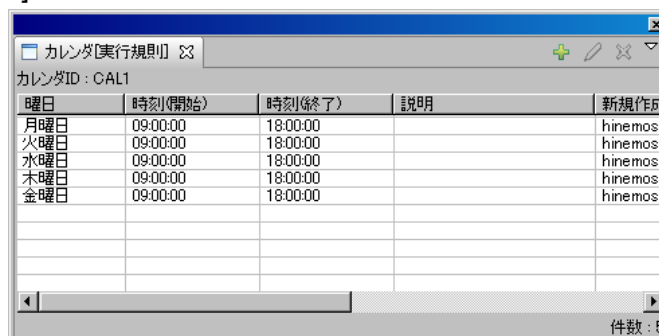 カレンダ[実行規則]
カレンダID : CAL1
曜日 時刻(開始) 時刻(終了) 説明 新規作成
月曜日 09:00:00 18:00:00 hinemos
火曜日 09:00:00 18:00:00 hinemos
水曜日 09:00:00 18:00:00 hinemos
木曜日 09:00:00 18:00:00 hinemos
金曜日 09:00:00 18:00:00 hinemos
件数 : 5